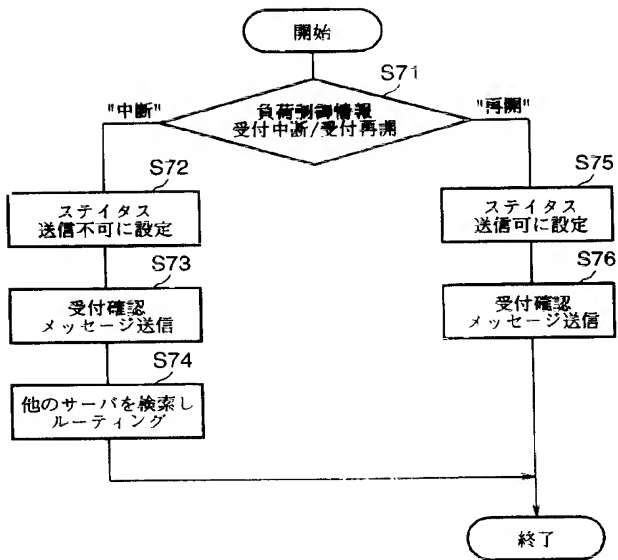 開始
S71
"中断"
負荷制御情報
受付中断/受付再開
"再開"
S72
ステイタス
送信不可に設定
S73
受付確認
メッセージ送信
S74
他のサーバを検索し
ルーティング
S75
ステイタス
送信可に設定
S76
受付確認
メッセージ送信
終了